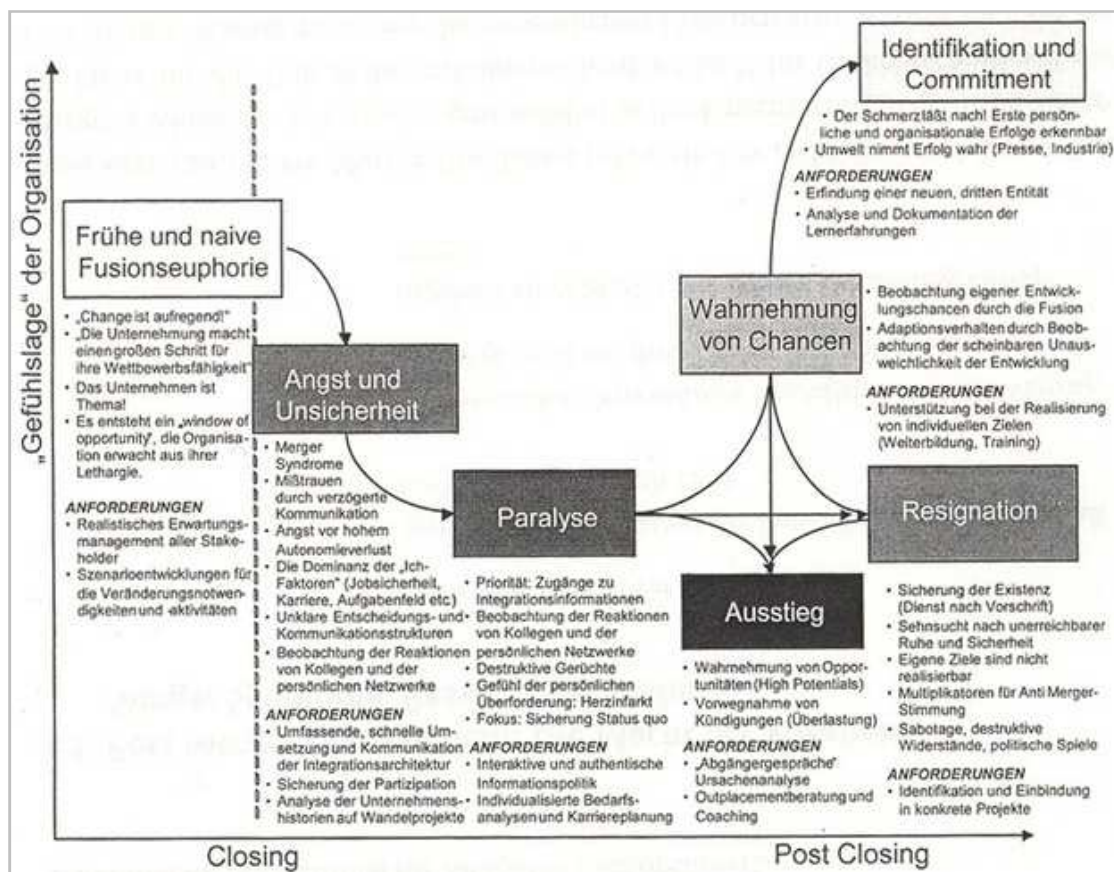 „Gefühlslage" der Organisation
Frühe und naive
Fusionseuphorie
• „Change ist aufregend!"
• „Die Unternehmung macht
einen großen Schritt für
ihre Wettbewerbsfähigkeit"
• Das Unternehmen ist
Thema!
• Es entsteht ein „window of
opportunity", die Organisa-
tion erwacht aus ihrer
Lethargie.
ANFORDERUNGEN
• Realistisches Erwartungs-
management aller Stake-
holder
• Szenarioentwicklungen für
die Veränderungsnotwen-
digkeiten und -aktivitäten
Angst und
Unsicherheit
• Merger
Syndrome
• Mißtrauen
durch verzögerte
Kommunikation
• Angst vor hohem
Autonomieverlust
• Die Dominanz der „Ich-
Faktoren" (Jobsicherheit,
Karriere, Aufgabenfeld etc.)
• Unklare Entscheidungs- und
Kommunikationsstrukturen
• Beobachtung der Reaktionen
von Kollegen und der
persönlichen Netzwerke
ANFORDERUNGEN
• Umfassende, schnelle Um-
setzung und Kommunikation
der Integrationsarchitektur
• Sicherung der Partizipation
• Analyse der Unternehmens-
historien auf Wandelprojekte
Paralyse
• Priorität: Zugänge zu
Integrationsinformationen
• Beobachtung der Reaktionen
von Kollegen und der
persönlichen Netzwerke
• Destruktive Gerüchte
• Gefühl der persönlichen
Überforderung: Herzinfarkt
• Fokus: Sicherung Status quo
ANFORDERUNGEN
• Interaktive und authentische
Informationspolitik
• Individualisierte Bedarfs-
analysen und Karriereplanung
Identifikation und
Commitment
• Der Schmerz läßt nach! Erste persön-
liche und organisationale Erfolge erkennbar
• Umwelt nimmt Erfolg wahr (Presse, Industrie)
ANFORDERUNGEN
• Erfindung einer neuen, dritten Entität
• Analyse und Dokumentation der
Lernerfahrungen
Wahrnehmung
von Chancen
• Beobachtung eigener Entwick-
lungschancen durch die Fusion
• Adaptionsverhalten durch Beob-
achtung der scheinbaren Unaus-
weichlichkeit der Entwicklung
ANFORDERUNGEN
• Unterstützung bei der Realisierung
von individuellen Zielen
(Weiterbildung, Training)
Ausstieg
• Wahrnehmung von Oppor-
tunitäten (High Potentials)
• Vorwegnahme von
Kündigungen (Überlastung)
ANFORDERUNGEN
• „Abgängergespräche"
Ursachenanalyse
• Outplacementberatung und
Coaching
Resignation
• Sicherung der Existenz
(Dienst nach Vorschrift)
• Sehnsucht nach unerreichbarer
Ruhe und Sicherheit
• Eigene Ziele sind nicht
realisierbar
• Multiplikatoren für Anti Merger-
Stimmung
• Sabotage, destruktive
Widerstände, politische Spiele
ANFORDERUNGEN
• Identifikation und Einbindung
in konkrete Projekte
Closing
Post Closing